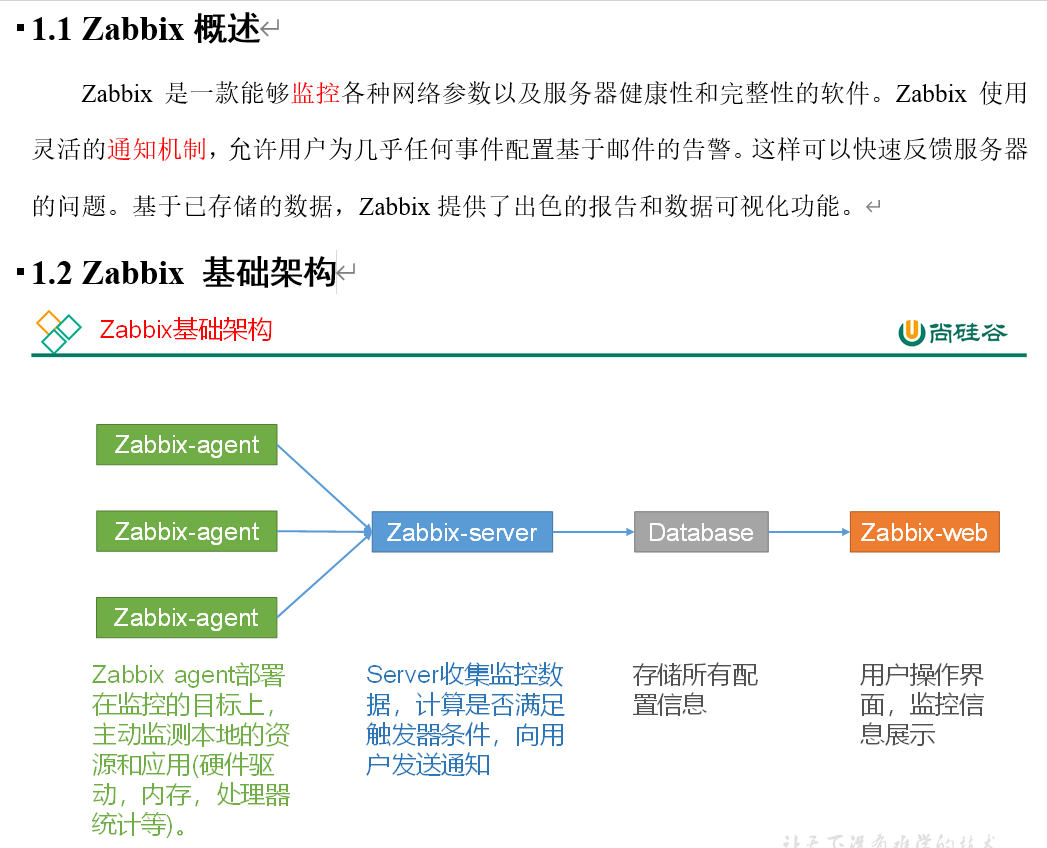 1.1 Zabbix 概述
Zabbix 是一款能够监控各种网络参数以及服务器健康性和完整性的软件。Zabbix 使用
灵活的通知机制，允许用户为几乎任何事件配置基于邮件的告警。这样可以快速反馈服务器
的问题。基于已存储的数据，Zabbix 提供了出色的报告和数据可视化功能。
1.2 Zabbix 基础架构
Zabbix基础架构
尚硅谷
Zabbix-agent
Zabbix-agent
Zabbix-server
Database
Zabbix-web
Zabbix-agent
Zabbix agent部署
在监控的目标上，
主动监测本地的资
源和应用(硬件驱
动，内存，处理器
统计等)。
Server收集监控数
据，计算是否满足
触发器条件，向用
户发送通知
存储所有配
置信息
用户操作界
面，监控信
息展示